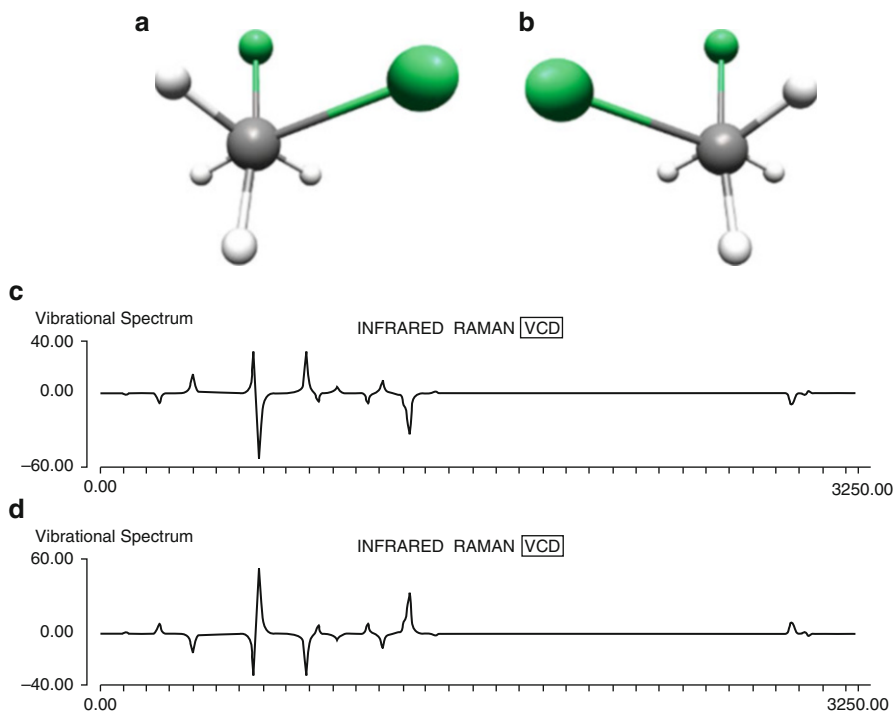 a
b
c
Vibrational Spectrum
INFRARED RAMAN VCD
40.00
0.00
–60.00
0.00
3250.00
d
Vibrational Spectrum
INFRARED RAMAN VCD
60.00
0.00
–40.00
0.00
3250.00